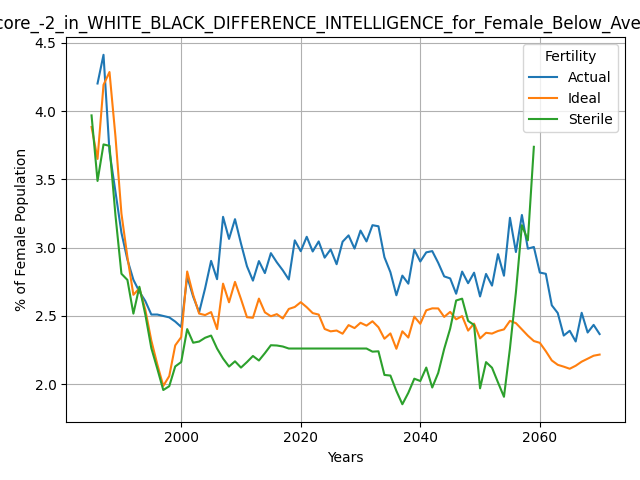 core_-2_in_WHITE_BLACK_DIFFERENCE_INTELLIGENCE_for_Female_Below_Ave
4.5
4.0
3.5
3.0
2.5
2.0
% of Female Population
Fertility
Actual
Ideal
Sterile
2000
2020
2040
2060
Years